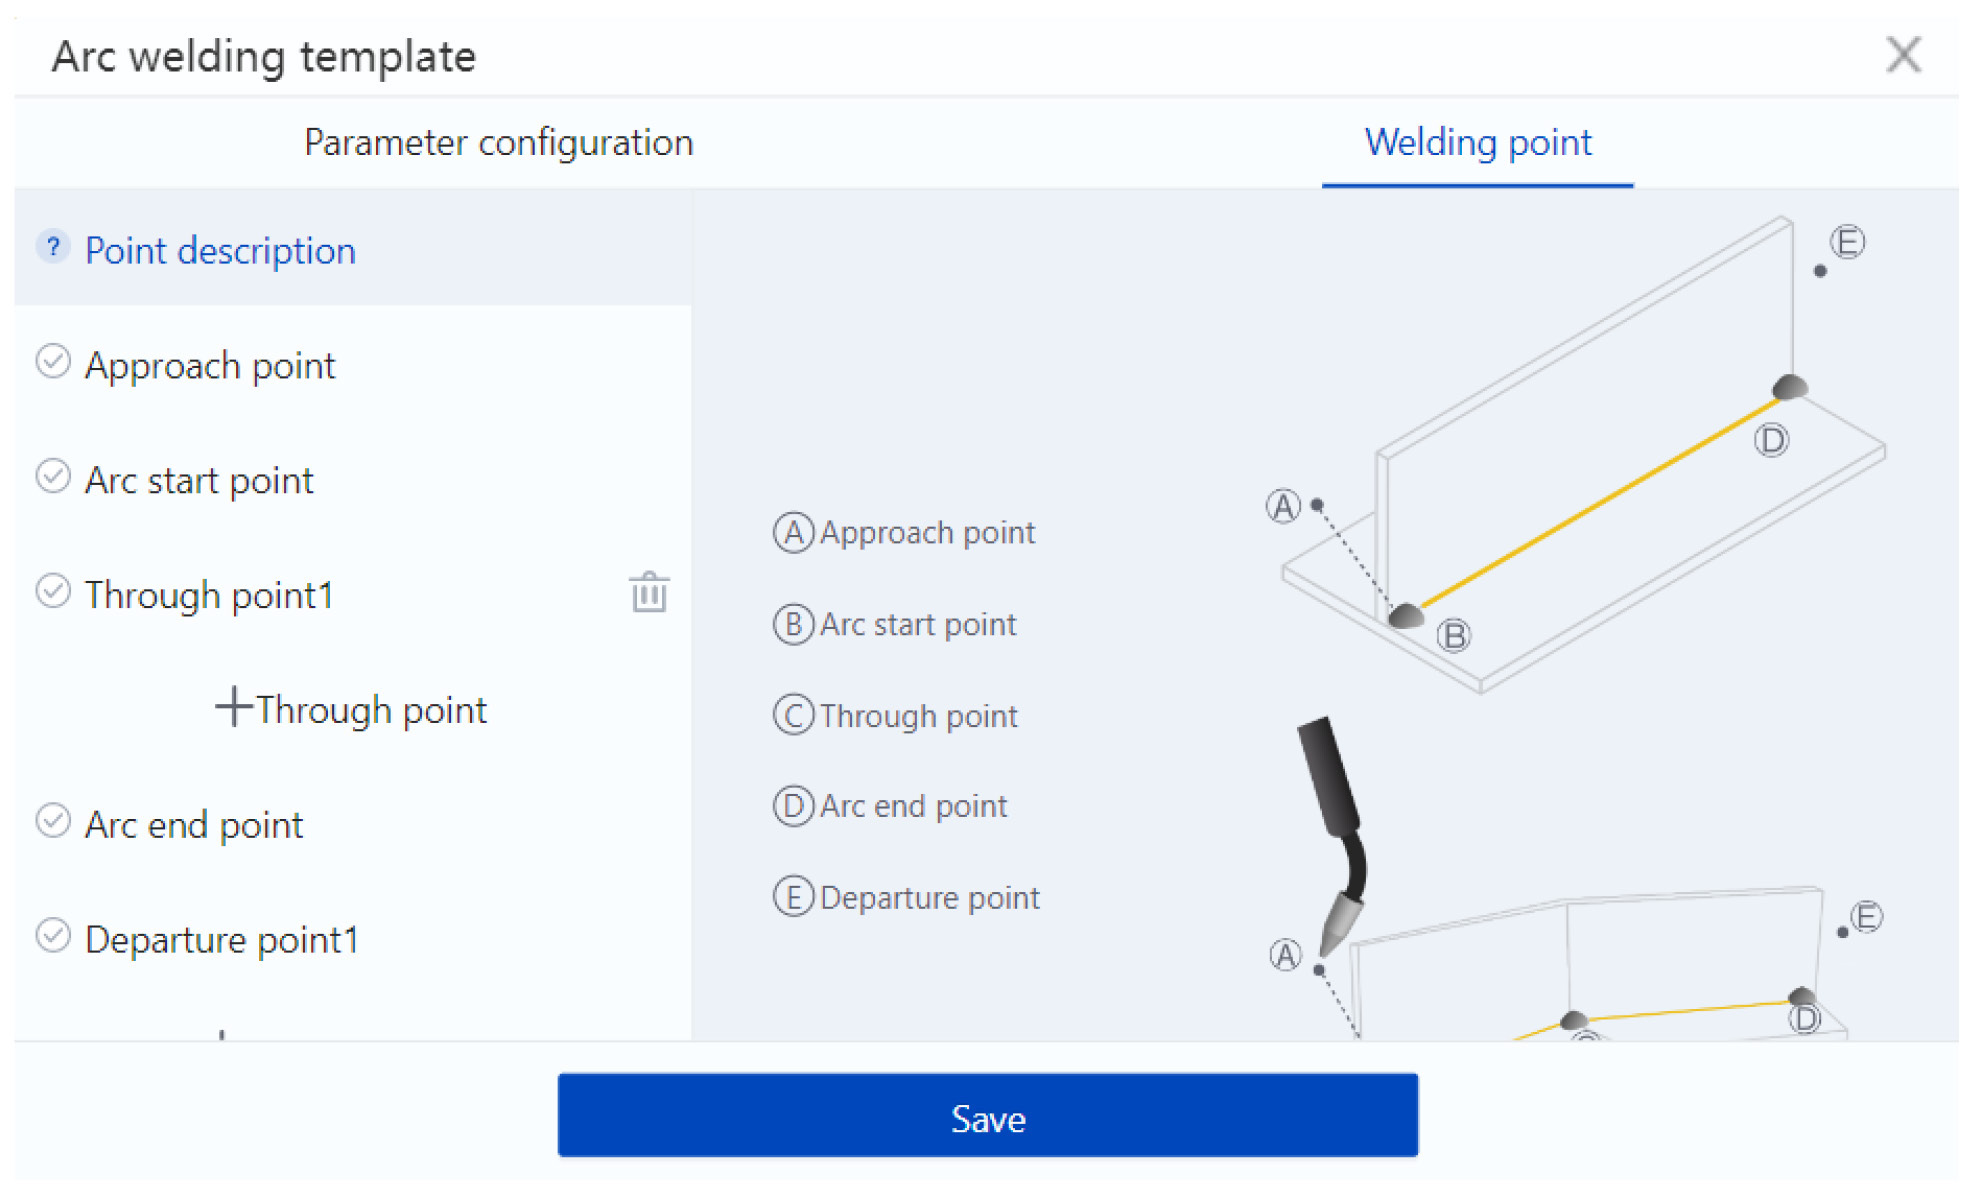 Arc welding template
Parameter configuration
Welding point
? Point description
Approach point
Arc start point
Through point1
+Through point
Arc end point
Departure point1
Ⓐ Approach point
Ⓑ Arc start point
Ⓒ Through point
Ⓓ Arc end point
Ⓔ Departure point
Ⓔ
Ⓓ
Ⓐ
Ⓑ
Ⓔ
Ⓐ
Ⓓ
Save